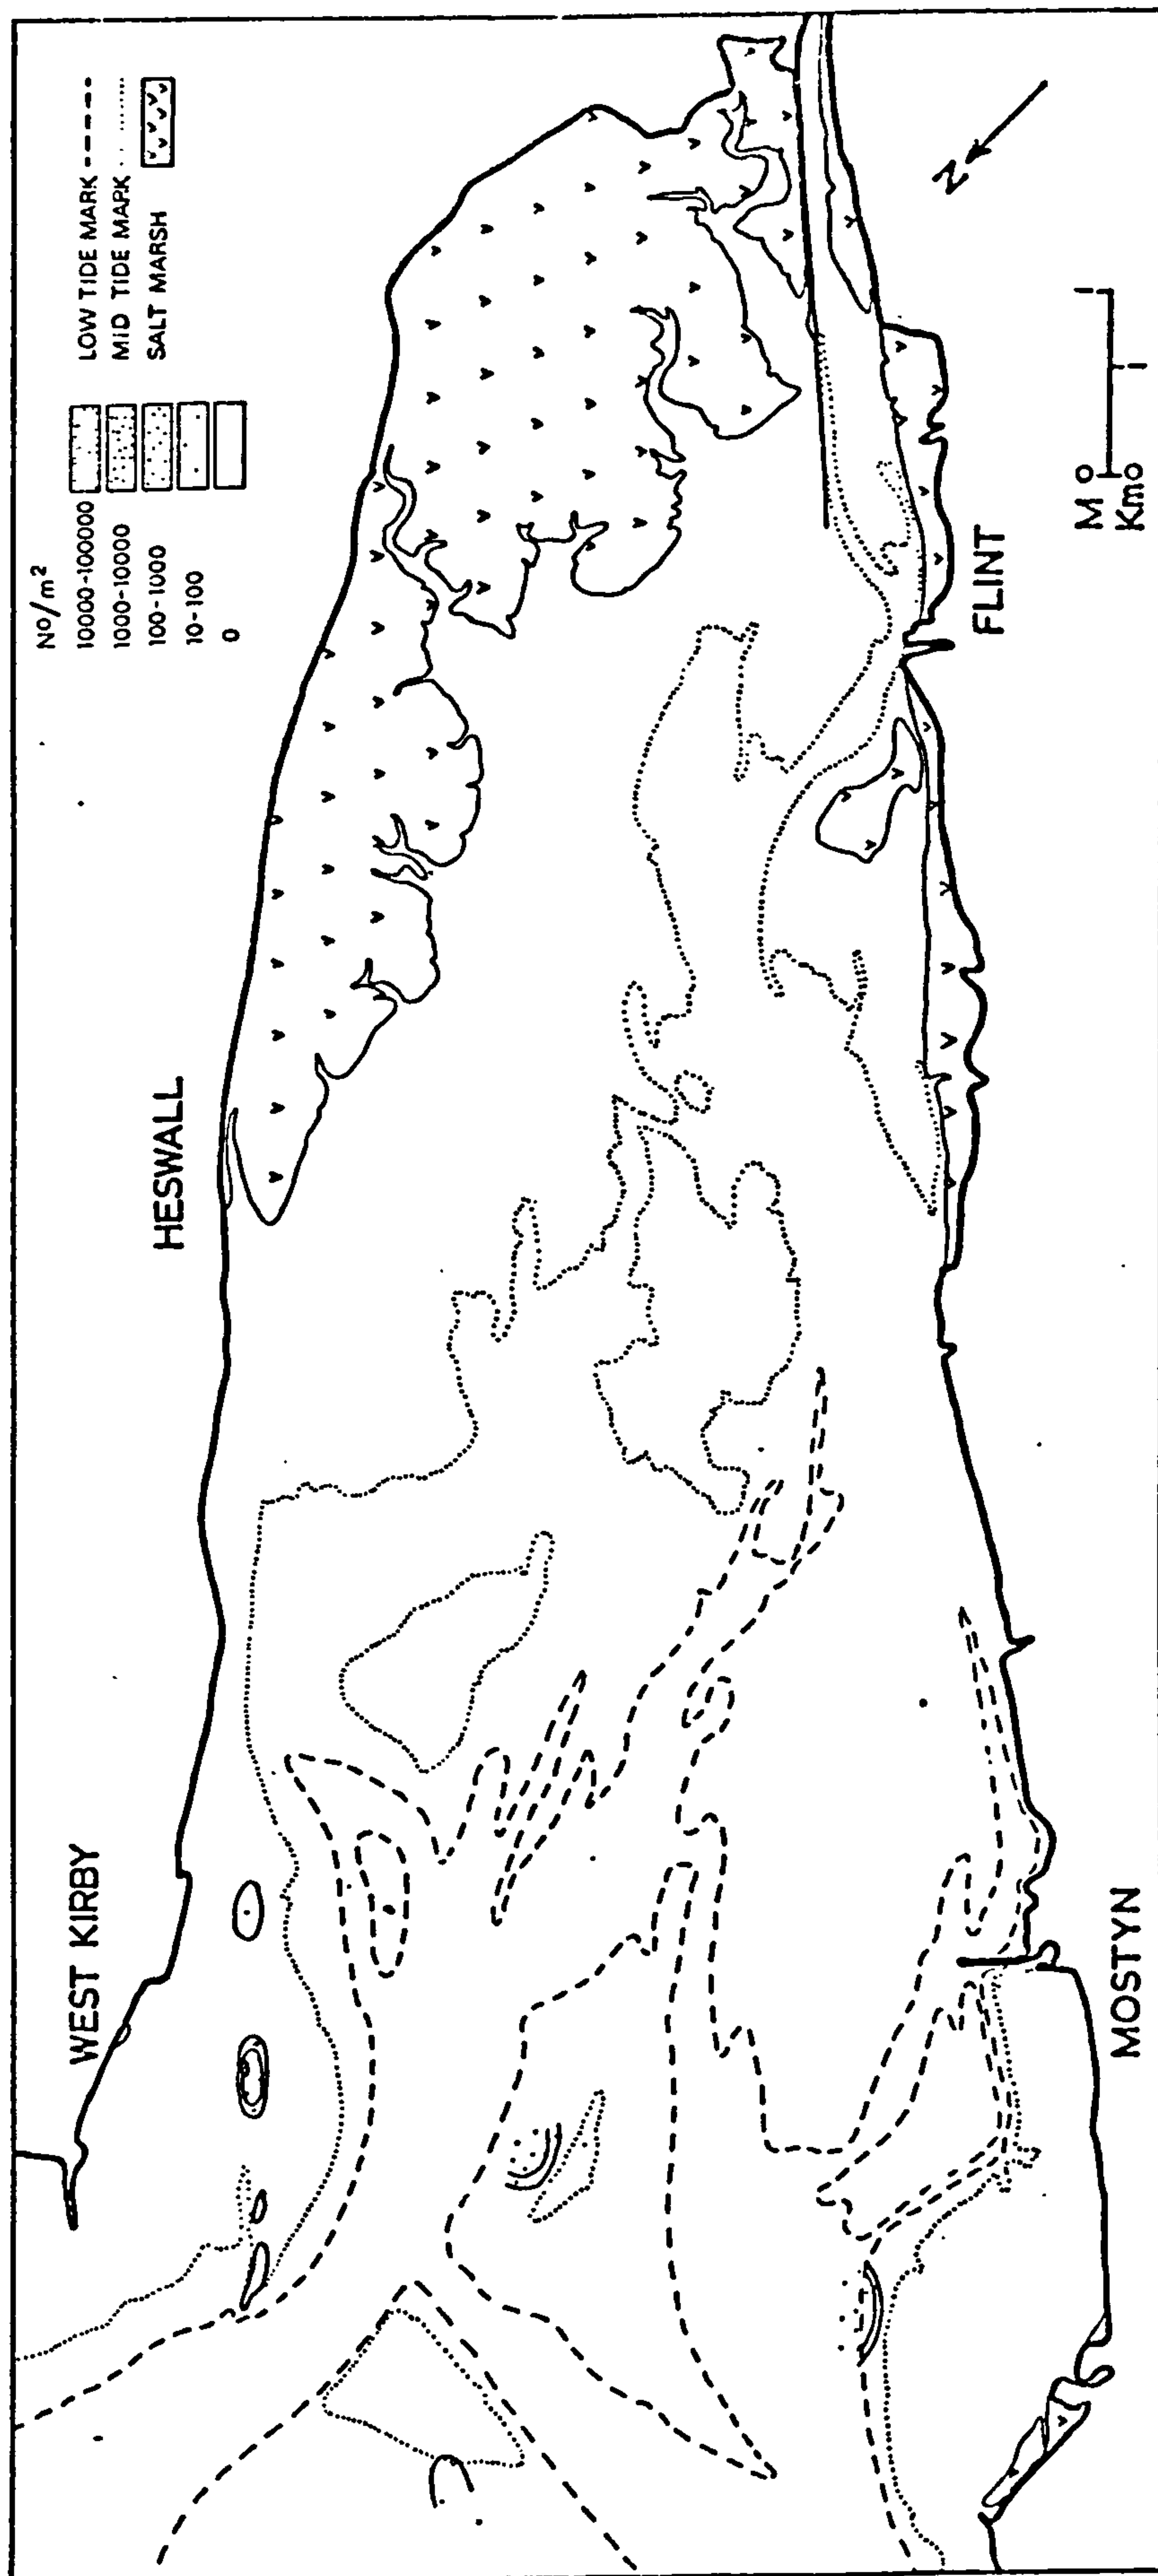 Nº/m²
10000-100000
1000-10000
100-1000
10-100
0
LOW TIDE MARK
MID TIDE MARK
SALT MARSH
HESWALL
WEST KIRBY
N
FLINT
MOSTYN
M 0 1
Km 0 1